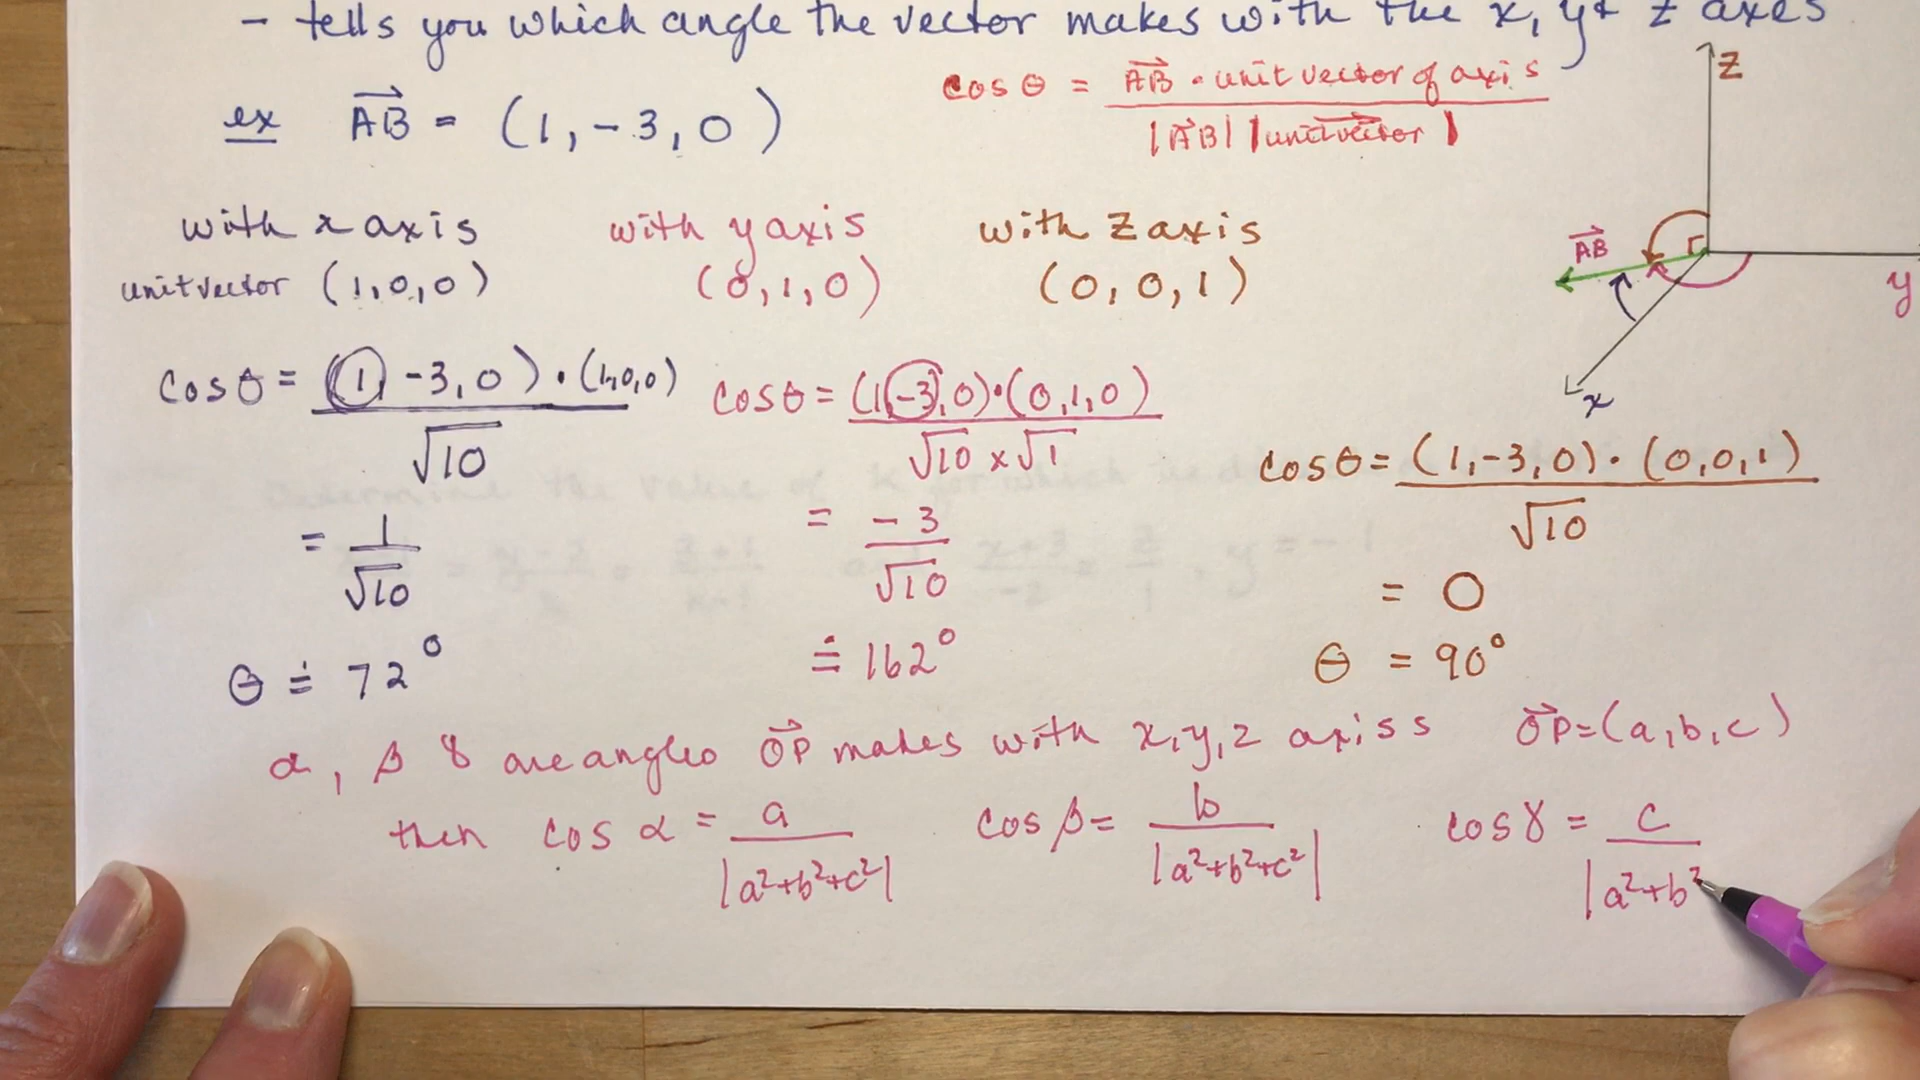 - tells you which angle the vector makes with the x, y + z axes
ex AB = (1, -3, 0)
cos θ = AB • unit vector of axis
|AB| |unit vector|
z
with x axis
with y axis
with z axis
AB
unit vector (1,0,0)
(0,1,0)
(0,0,1)
y
x
cos θ = (1, -3, 0) • (1,0,0)
√10
cos θ = (1, -3, 0) • (0,1,0)
√10 x √1
cos θ = (1, -3, 0) • (0,0,1)
√10
= 1
√10
= -3
√10
= 0
θ ≐ 72°
≐ 162°
θ = 90°
α, β γ are angles OP makes with x, y, z axiss OP = (a, b, c)
then cos α = a
|a²+b²+c²|
cos β = b
|a²+b²+c²|
cos γ = c
|a²+b²